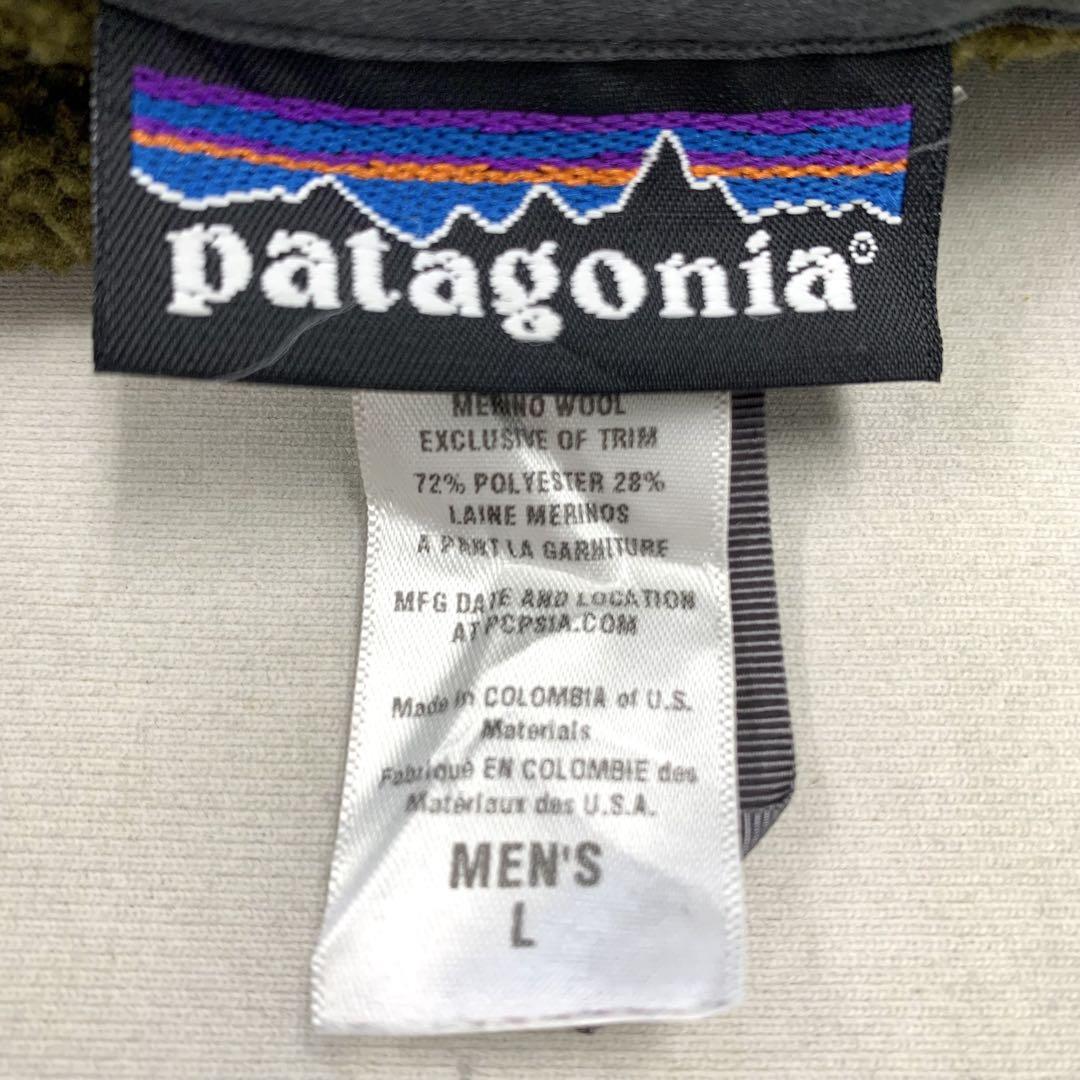 patagonia®
MERINO WOOL
EXCLUSIVE OF TRIM
72% POLYESTER 28%
LAINE MERINOS
A PART LA GARNITURE
MFG DATE AND LOCATION
AT PCPSIA.COM
Made in COLOMBIA of U.S.
Materials
Fabriqué EN COLOMBIE des
Matériaux des U.S.A.
MEN'S
L